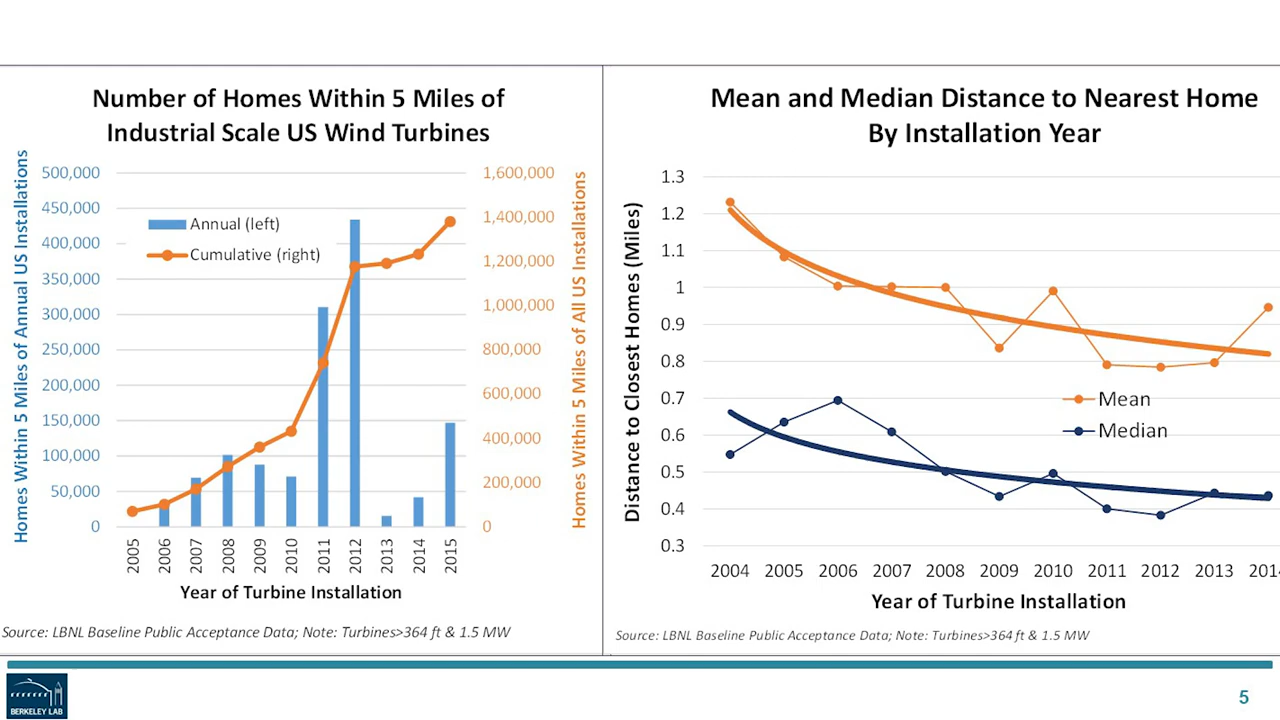 Number of Homes Within 5 Miles of
Industrial Scale US Wind Turbines
Homes Within 5 Miles of Annual US Installations
500,000
450,000
400,000
350,000
300,000
250,000
200,000
150,000
100,000
50,000
0
Annual (left)
Cumulative (right)
1,600,000
1,400,000
1,200,000
1,000,000
800,000
600,000
400,000
200,000
0
Homes Within 5 Miles of All US Installations
2005 2006 2007 2008 2009 2010 2011 2012 2013 2014 2015
Year of Turbine Installation
Source: LBNL Baseline Public Acceptance Data; Note: Turbines>364 ft & 1.5 MW
Mean and Median Distance to Nearest Home
By Installation Year
Distance to Closest Homes (Miles)
1.3
1.2
1.1
1
0.9
0.8
0.7
0.6
0.5
0.4
0.3
Mean
Median
2004 2005 2006 2007 2008 2009 2010 2011 2012 2013 2014
Year of Turbine Installation
Source: LBNL Baseline Public Acceptance Data; Note: Turbines>364 ft & 1.5 MW
BERKELEY LAB
5